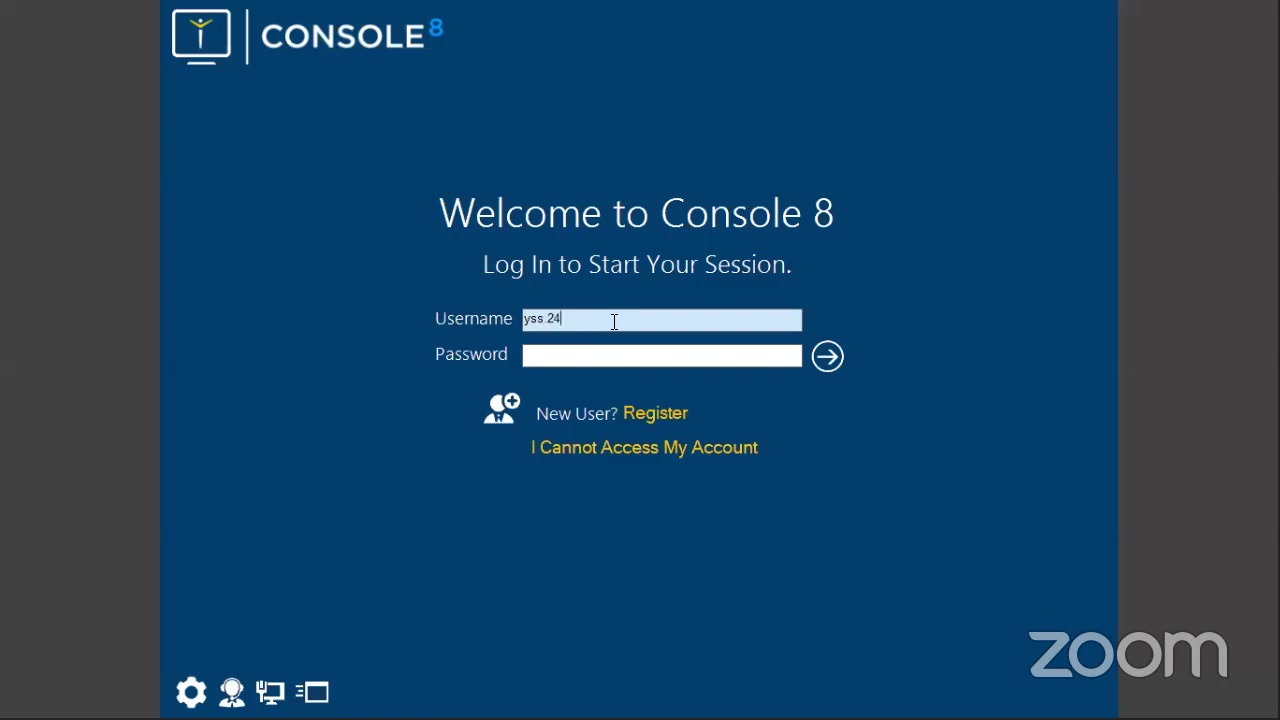 CONSOLE 8
Welcome to Console 8
Log In to Start Your Session.
Username yss.24
Password
New User? Register
I Cannot Access My Account
zoom